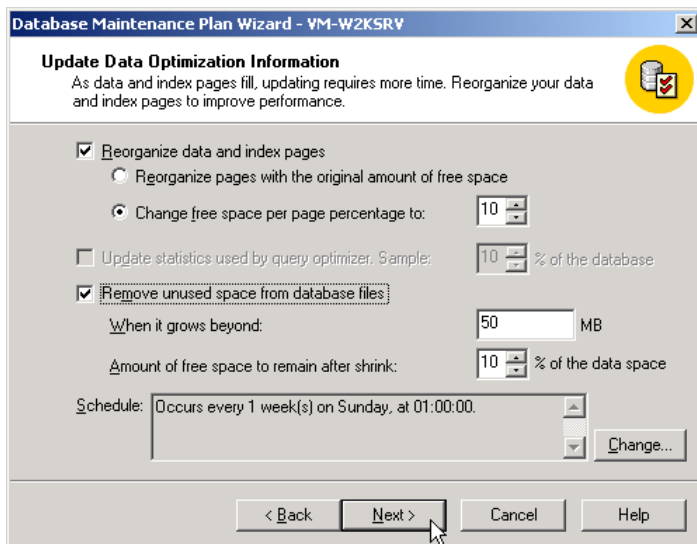 Database Maintenance Plan Wizard - VM-W2KSRV
Update Data Optimization Information
As data and index pages fill, updating requires more time. Reorganize your data
and index pages to improve performance.
Reorganize data and index pages
Reorganize pages with the original amount of free space
Change free space per page percentage to: 10
Update statistics used by query optimizer. Sample: 10 % of the database
Remove unused space from database files
When it grows beyond: 50 MB
Amount of free space to remain after shrink: 10 % of the data space
Schedule: Occurs every 1 week(s) on Sunday, at 01:00:00.
Change...
< Back Next > Cancel Help